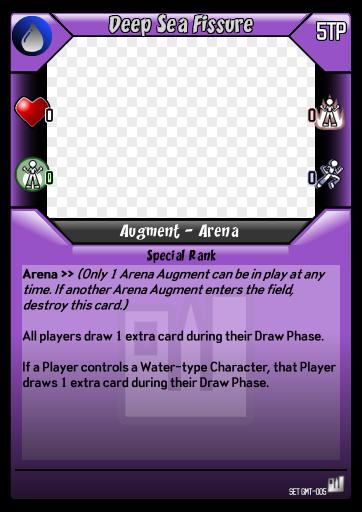 Deep Sea Fissure
5TP
0
0
0
0
Augment - Arena
Special Rank
Arena >> (Only 1 Arena Augment can be in play at any
time. If another Arena Augment enters the field,
destroy this card.)
All players draw 1 extra card during their Draw Phase.
If a Player controls a Water-type Character, that Player
draws 1 extra card during their Draw Phase.
SET GMT-005